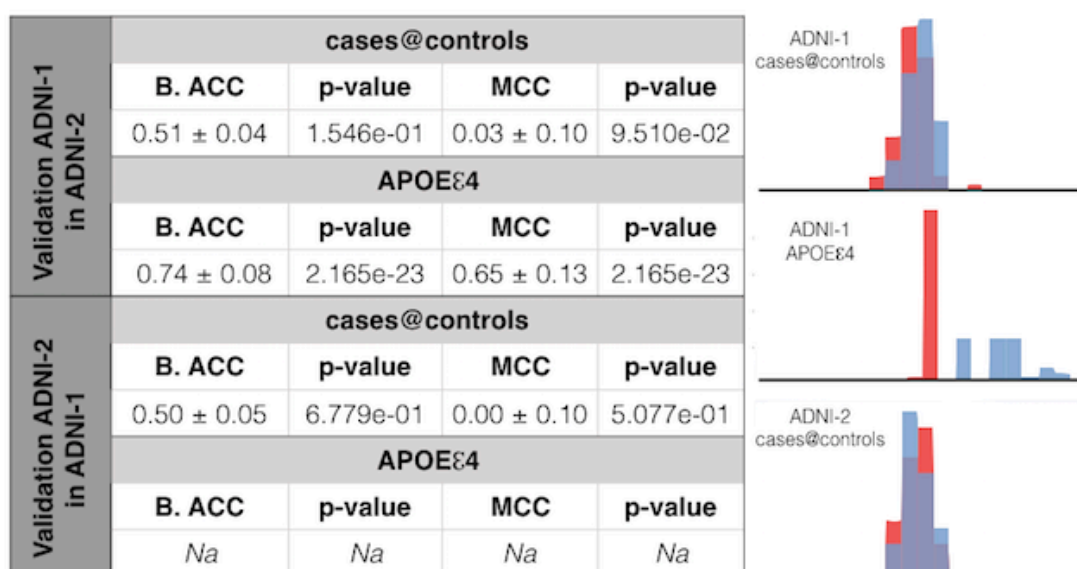 Validation ADNI-1
in ADNI-2
cases@controls
B. ACC p-value MCC p-value
0.51 ± 0.04 1.546e-01 0.03 ± 0.10 9.510e-02
APOEε4
B. ACC p-value MCC p-value
0.74 ± 0.08 2.165e-23 0.65 ± 0.13 2.165e-23
Validation ADNI-2
in ADNI-1
cases@controls
B. ACC p-value MCC p-value
0.50 ± 0.05 6.779e-01 0.00 ± 0.10 5.077e-01
APOEε4
B. ACC p-value MCC p-value
Na Na Na Na
ADNI-1
cases@controls
ADNI-1
APOEε4
ADNI-2
cases@controls